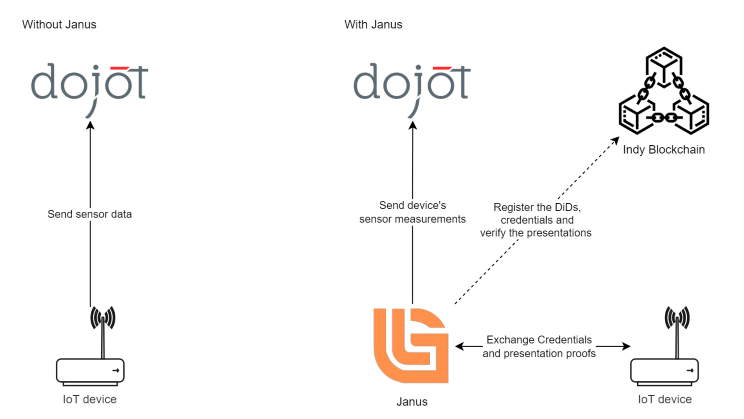 Without Janus
With Janus
dojot
dojot
Indy Blockchain
Send sensor data
Send device's
sensor measurements
Register the DiDs,
credentials and
verify the presentations
Exchange Credentials
and presentation proofs
IoT device
Janus
IoT device